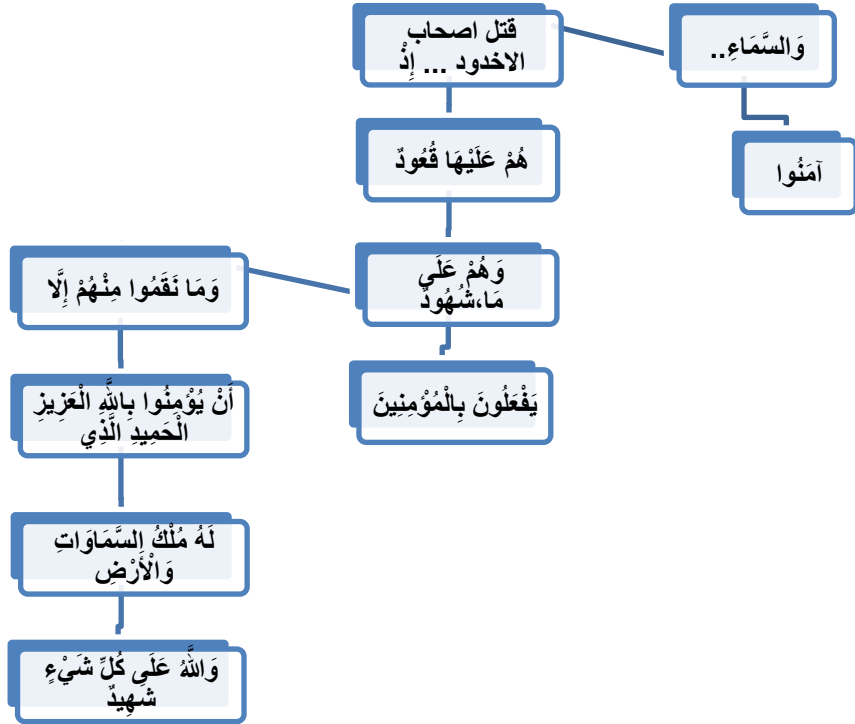 وَالسَّمَاءِ..
آمَنُوا
قتل اصحاب
الاخدود ... إِذْ
هُمْ عَلَيْهَا قُعُودٌ
وَهُمْ عَلَى
مَا،شُهُودٌ
يَفْعَلُونَ بِالْمُؤْمِنِينَ
وَمَا نَقَمُوا مِنْهُمْ إِلَّا
أَنْ يُؤْمِنُوا بِاللَّهِ الْعَزِيزِ
الْحَمِيدِ الَّذِي
لَهُ مُلْكُ السَّمَاوَاتِ
وَالْأَرْضِ
وَاللَّهُ عَلَى كُلِّ شَيْءٍ
شَهِيدٌ